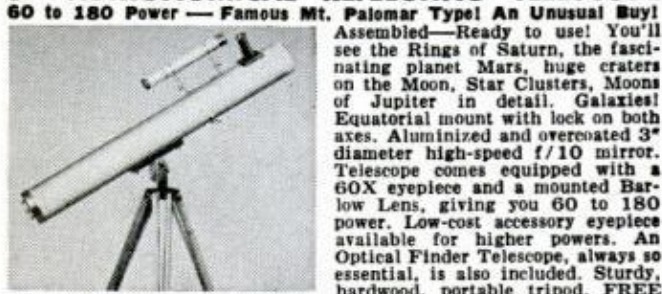 60 to 180 Power — Famous Mt. Palomar Type! An Unusual Buy!
Assembled—Ready to use! You'll
see the Rings of Saturn, the fasci-
nating planet Mars, huge craters
on the Moon, Star Clusters, Moons
of Jupiter in detail. Galaxies!
Equatorial mount with lock on both
axes. Aluminized and overcoated 3"
diameter high-speed f/10 mirror.
Telescope comes equipped with a
60X eyepiece and a mounted Bar-
low Lens, giving you 60 to 180
power. Low-cost accessory eyepiece
available for higher powers. An
Optical Finder Telescope, always so
essential, is also included. Sturdy,
hardwood, portable tripod. FREE